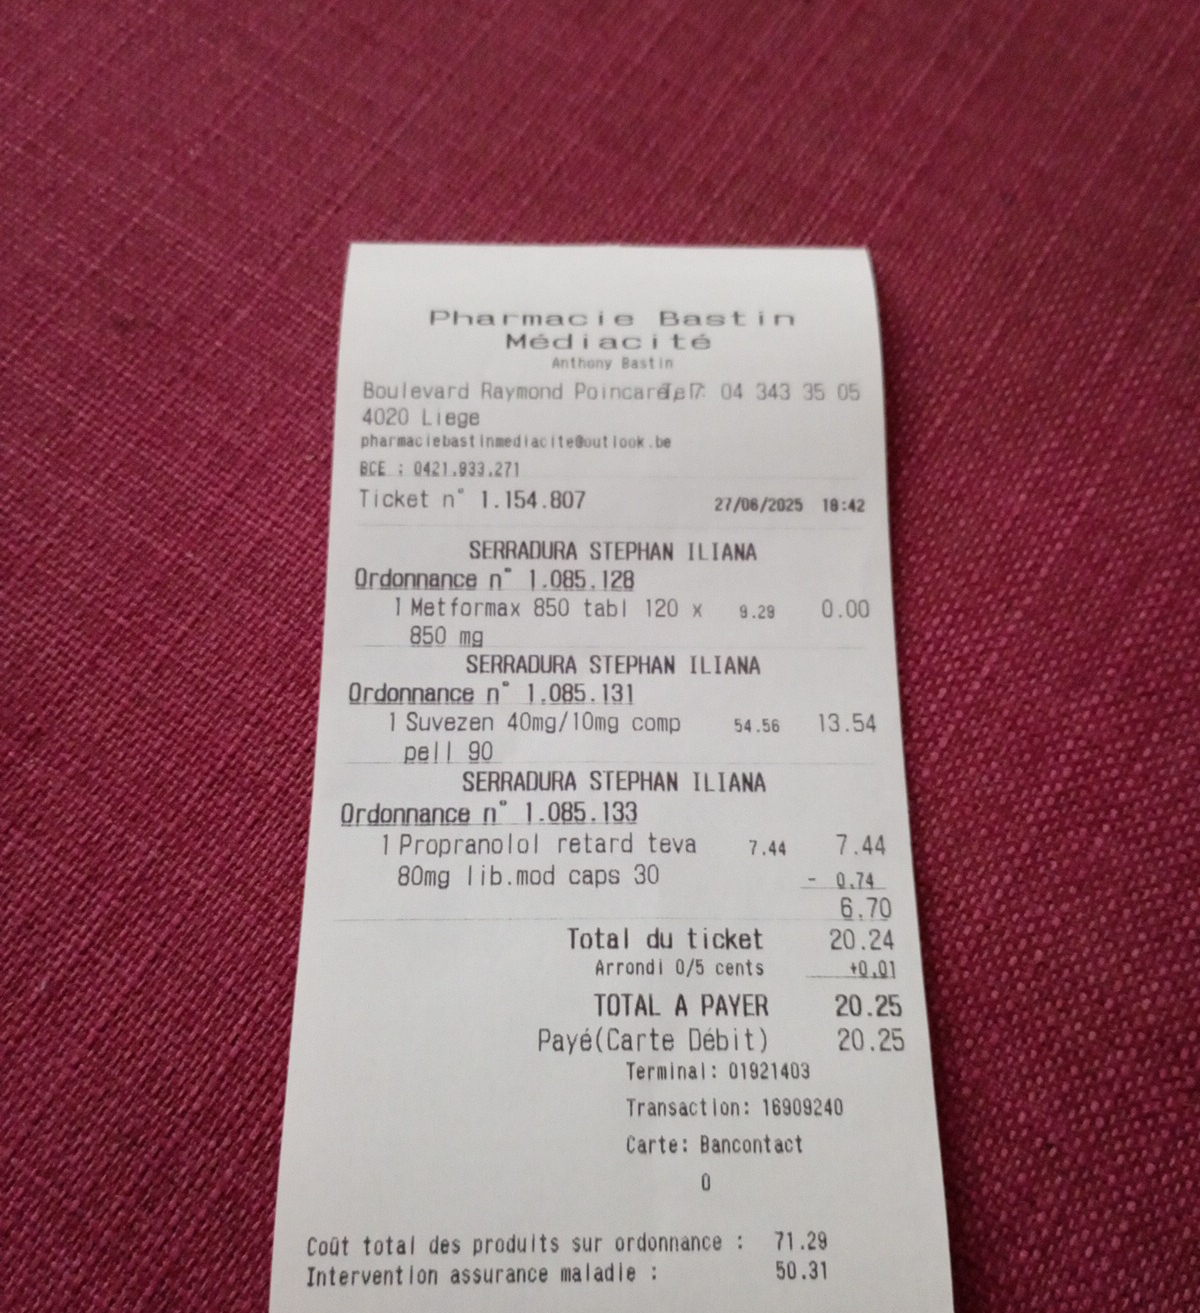 Pharmacie Bastin
Médiacité
Anthony Bastin
Boulevard Raymond Poincaré 7 Tel: 04 343 35 05
4020 Liege
pharmaciebastinmediacite@outlook.be
BCE : 0421.933.271
Ticket n° 1.154.807 27/06/2025 18:42
SERRADURA STEPHAN ILIANA
Ordonnance n° 1.085.128
1 Metformax 850 tabl 120 x 9.29 0.00
850 mg
SERRADURA STEPHAN ILIANA
Ordonnance n° 1.085.131
1 Suvezen 40mg/10mg comp 54.56 13.54
pell 90
SERRADURA STEPHAN ILIANA
Ordonnance n° 1.085.133
1 Propranolol retard teva 7.44 7.44
80mg lib.mod caps 30 - 0.74
6.70
Total du ticket 20.24
Arrondi 0/5 cents +0.01
TOTAL A PAYER 20.25
Payé(Carte Débit) 20.25
Terminal: 01921403
Transaction: 16909240
Carte: Bancontact
0
Coût total des produits sur ordonnance : 71.29
Intervention assurance maladie : 50.31